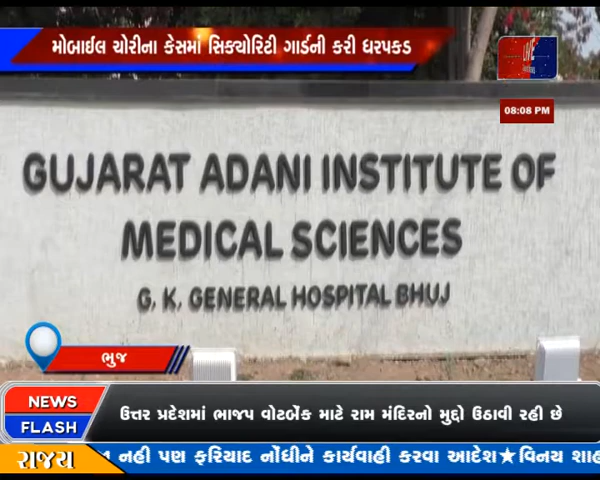 મોબાઈલ ચોરીના કેસમાં સિક્યોરિટી ગાર્ડની કરી ધરપકડ
LIVE
08:08 PM
GUJARAT ADANI INSTITUTE OF
MEDICAL SCIENCES
G. K. GENERAL HOSPITAL BHUJ
ભુજ
NEWS
FLASH
ઉત્તર પ્રદેશમાં ભાજપ વોટબેંક માટે રામ મંદિરનો મુદ્દો ઉઠાવી રહી છે
રાજય
નહી પણ ફરિયાદ નોંધીને કાર્યવાહી કરવા આદેશ★વિનય શાહ